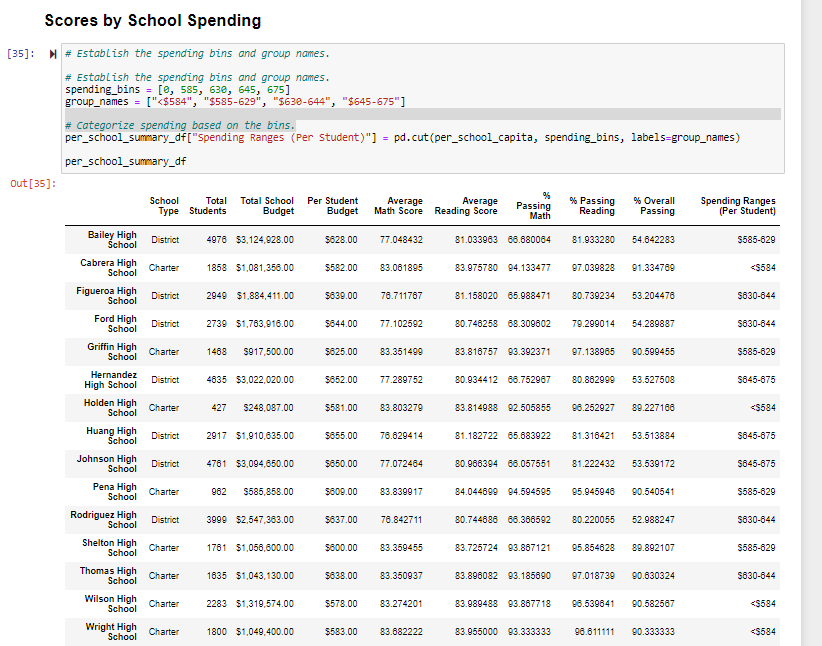 Scores by School Spending
[35]:
# Establish the spending bins and group names.
# Establish the spending bins and group names.
spending_bins = [0, 585, 630, 645, 675]
group_names = ["<$584", "$585-629", "$630-644", "$645-675"]
# Categorize spending based on the bins.
per_school_summary_df["Spending Ranges (Per Student)"] = pd.cut(per_school_capita, spending_bins, labels=group_names)
per_school_summary_df
Out[35]:
School Type Total Students Total School Budget Per Student Budget Average Math Score Average Reading Score % Passing Math % Passing Reading % Overall Passing Spending Ranges (Per Student)
Bailey High School District 4976 $3,124,928.00 $628.00 77.048432 81.033963 66.680064 81.933280 54.642283 $585-629
Cabrera High School Charter 1858 $1,081,356.00 $582.00 83.061895 83.975780 94.133477 97.039828 91.334769 <$584
Figueroa High School District 2949 $1,884,411.00 $639.00 76.711767 81.158020 65.988471 80.739234 53.204476 $630-644
Ford High School District 2739 $1,763,916.00 $644.00 77.102592 80.746258 68.309602 79.299014 54.289887 $630-644
Griffin High School Charter 1468 $917,500.00 $625.00 83.351499 83.816757 93.392371 97.138965 90.599455 $585-629
Hernandez High School District 4635 $3,022,020.00 $652.00 77.289752 80.934412 66.752967 80.862999 53.527508 $645-675
Holden High School Charter 427 $248,087.00 $581.00 83.803279 83.814988 92.505855 96.252927 89.227166 <$584
Huang High School District 2917 $1,910,635.00 $655.00 76.629414 81.182722 65.683922 81.316421 53.513884 $645-675
Johnson High School District 4761 $3,094,650.00 $650.00 77.072464 80.966394 66.057551 81.222432 53.539172 $645-675
Pena High School Charter 962 $585,858.00 $609.00 83.839917 84.044699 94.594595 95.945946 90.540541 $585-629
Rodriguez High School District 3999 $2,547,363.00 $637.00 76.842711 80.744686 66.366592 80.220055 52.988247 $630-644
Shelton High School Charter 1761 $1,056,600.00 $600.00 83.359455 83.725724 93.867121 95.854628 89.892107 $585-629
Thomas High School Charter 1635 $1,043,130.00 $638.00 83.350937 83.896082 93.185690 97.018739 90.630324 $630-644
Wilson High School Charter 2283 $1,319,574.00 $578.00 83.274201 83.989488 93.867718 96.539641 90.582567 <$584
Wright High School Charter 1800 $1,049,400.00 $583.00 83.682222 83.955000 93.333333 96.611111 90.333333 <$584